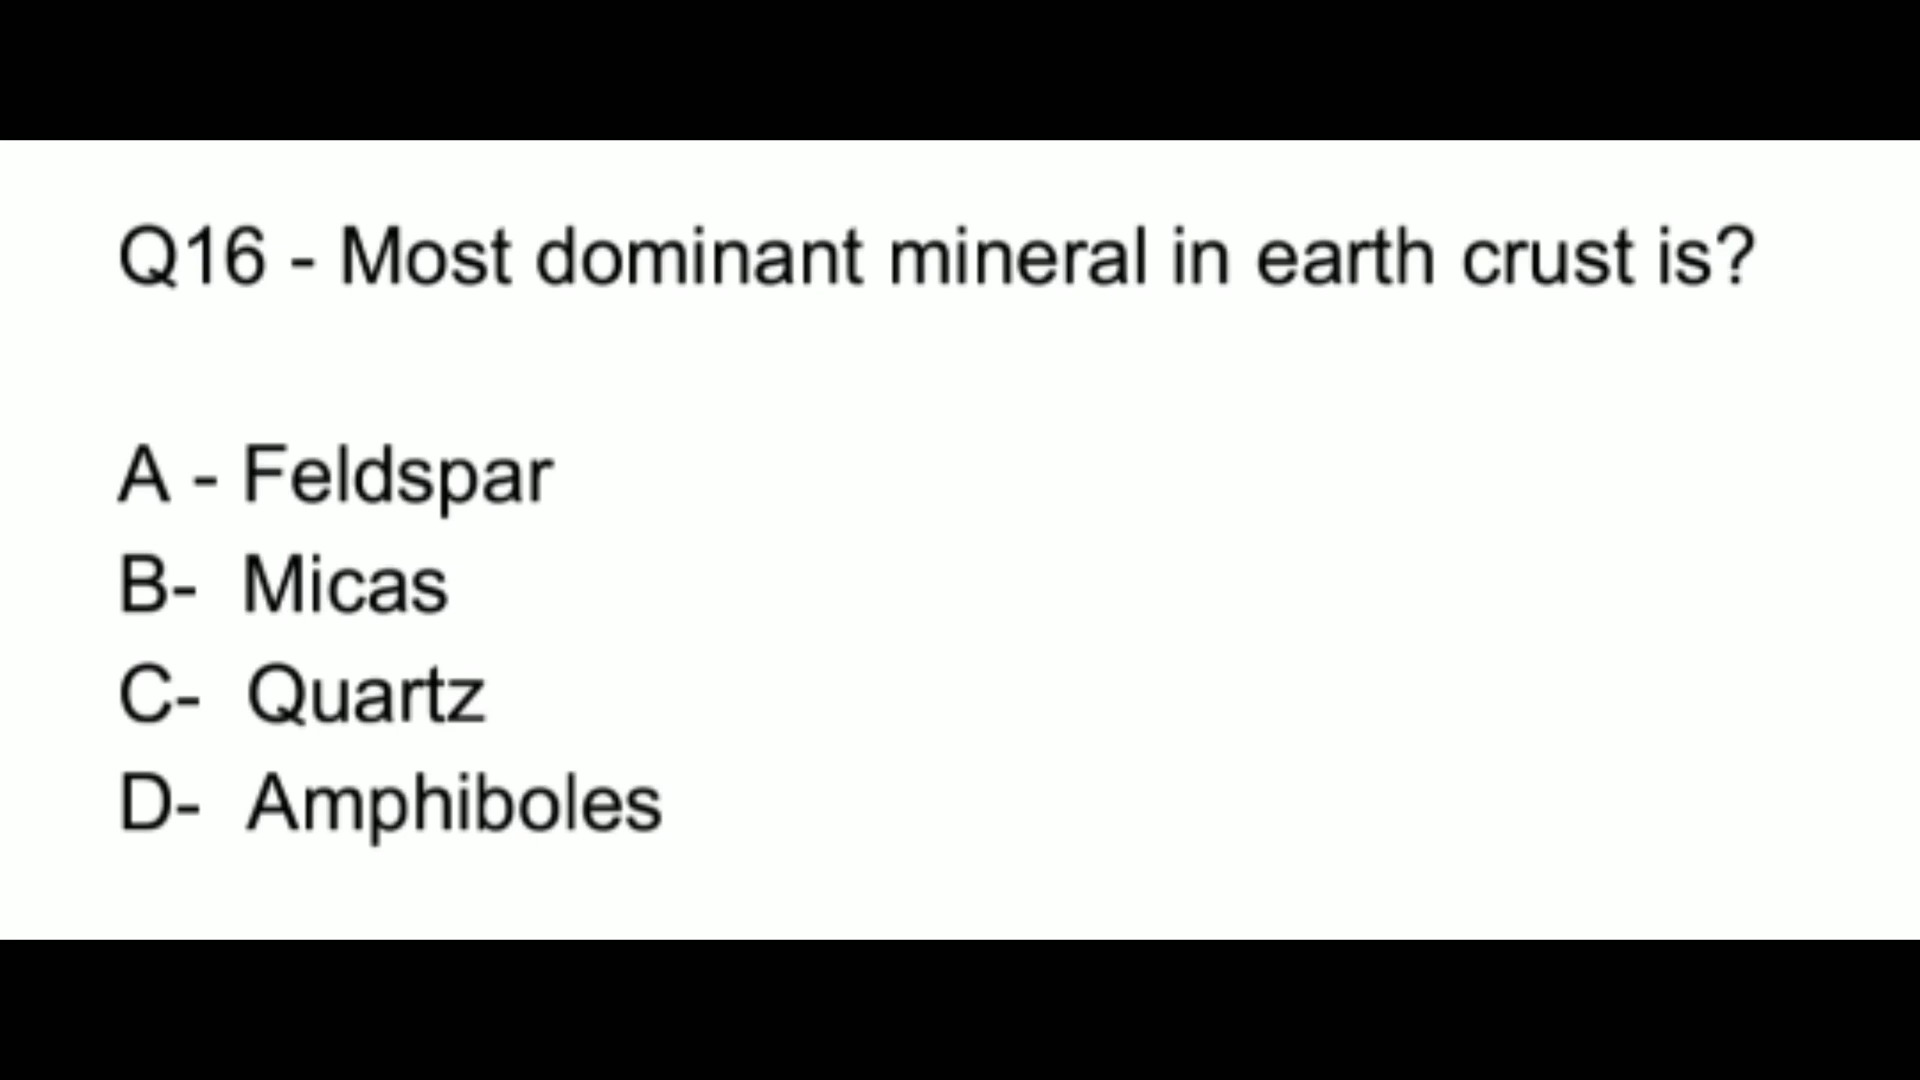 Q16 - Most dominant mineral in earth crust is?
A - Feldspar
B- Micas
C- Quartz
D- Amphiboles